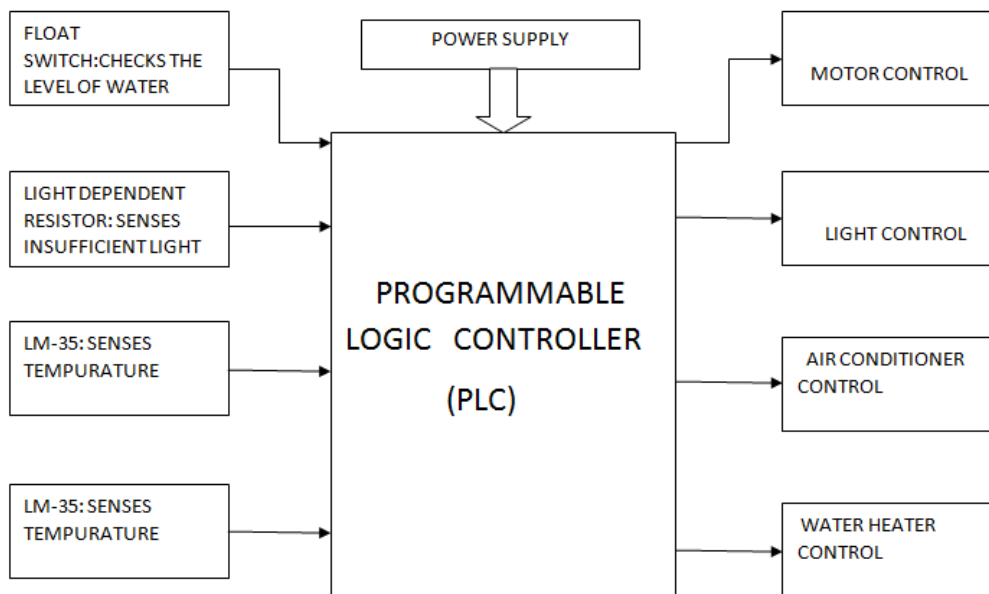 FLOAT
SWITCH:CHECKS THE
LEVEL OF WATER
POWER SUPPLY
MOTOR CONTROL
LIGHT DEPENDENT
RESISTOR: SENSES
INSUFFICIENT LIGHT
LIGHT CONTROL
PROGRAMMABLE
LOGIC CONTROLLER
(PLC)
LM-35: SENSES
TEMPURATURE
AIR CONDITIONER
CONTROL
LM-35: SENSES
TEMPURATURE
WATER HEATER
CONTROL